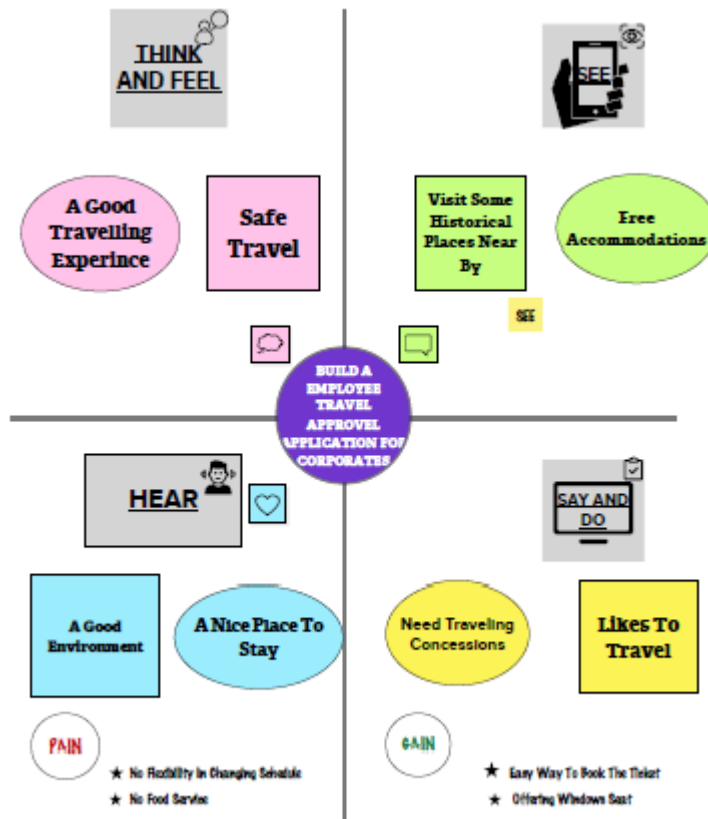 THINK
AND FEEL
SEE
A Good
Travelling
Experince
Safe
Travel
Visit Some
Historical
Places Near
By
Free
Accommodations
SEE
BUILD A
EMPLOYEE
TRAVEL
APPROVEL
APPLICATION FOR
CORPORATES
HEAR
SAY AND
DO
A Good
Environment
A Nice Place To
Stay
Need Traveling
Concessions
Likes To
Travel
PAIN
★ No Flexibility In Changing Schedule
★ No Food Service
GAIN
★ Easy Way To Book The Ticket
★ Offering Windows Seat